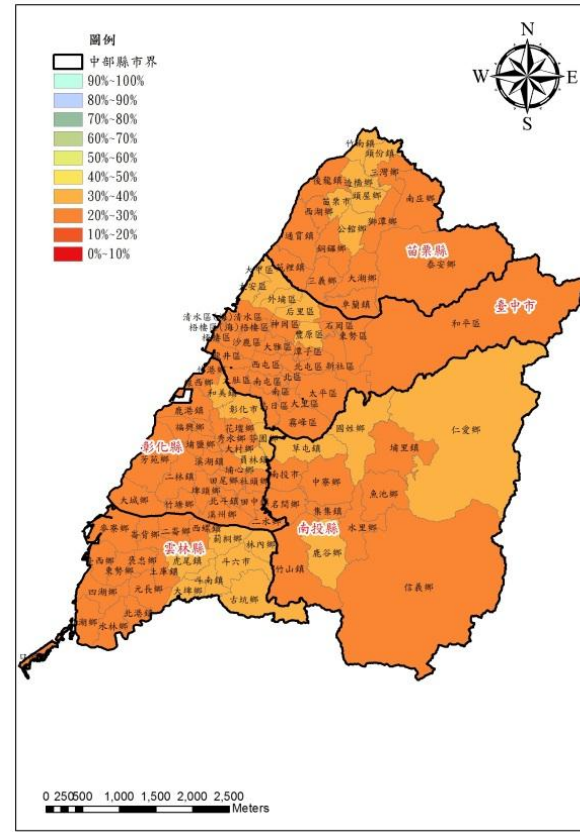 圖例
中部縣市界
90%~100%
80%~90%
70%~80%
60%~70%
50%~60%
40%~50%
30%~40%
20%~30%
10%~20%
0%~10%
N
W
E
S
竹南鎮
頭份鎮
三灣鄉
後龍鎮
造橋鄉
頭屋鄉
南庄鄉
苗栗市
西湖鄉
獅潭鄉
公館鄉
通霄鎮
銅鑼鄉
苗栗縣
泰安鄉
苑裡鎮
三義鄉
大湖鄉
卓蘭鎮
大甲區
大安區
外埔區
后里區
臺中市
清水區
清水區
神岡區
豐原區
石岡區
和平區
梧棲區
(海)梧棲區
東勢區
沙鹿區
大雅區
潭子區
龍井區
西屯區
北屯區
新社區
北區
大肚區
南屯區
南區
太平區
大里區
霧峰區
和美鎮
彰化市
鹿港鎮
福興鄉
花壇鄉
秀水鄉
芬園鄉
彰化縣
埔鹽鄉
大村鄉
芳苑鄉
溪湖鎮
員林鎮
埔心鄉
二林鎮
田尾鄉
社頭鄉
埤頭鄉
大城鄉
竹塘鄉
北斗鎮
田中鎮
溪州鄉
二水鄉
草屯鎮
國姓鄉
仁愛鄉
埔里鎮
南投市
中寮鄉
魚池鄉
名間鄉
集集鎮
南投縣
水里鄉
鹿谷鄉
竹山鎮
信義鄉
麥寮鄉
崙背鄉
二崙鄉
西螺鎮
莿桐鄉
雲林縣
林內鄉
臺西鄉
褒忠鄉
虎尾鎮
斗六市
東勢鄉
土庫鎮
斗南鎮
四湖鄉
元長鄉
大埤鄉
古坑鄉
北港鎮
水林鄉
0 250500 1,000 1,500 2,000 2,500
Meters